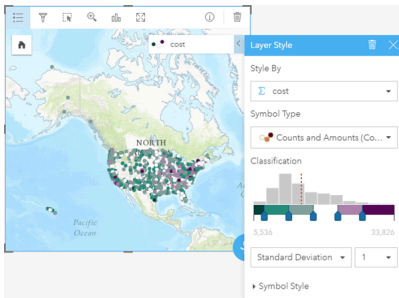 cost
NORTH
Pacific
Ocean
Layer Style
Style By
Σ cost
Symbol Type
Counts and Amounts (Co...
Classification
5,536 33,826
Standard Deviation 1
Symbol Style